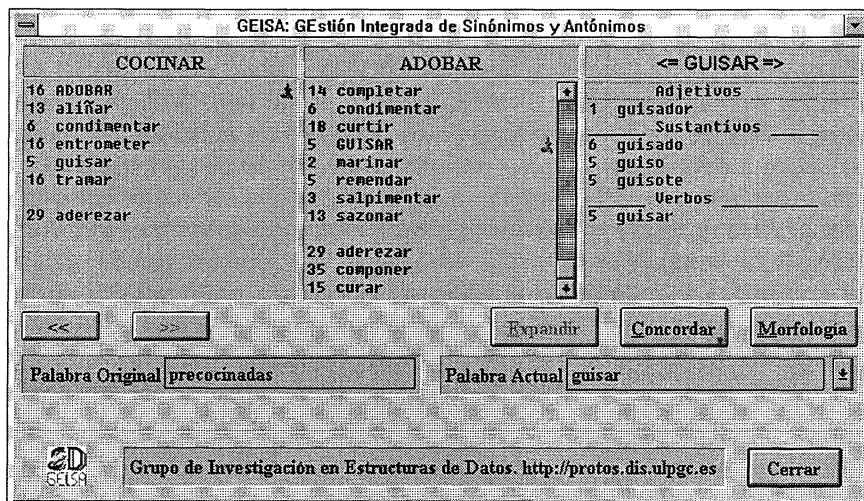 GEISA: GEstión Integrada de Sinónimos y Antónimos
COCINAR
16 ADOBAR
13 aliñar
6 condimentar
16 entrometer
5 guisar
16 tramar
29 aderezar
ADOBAR
14 completar
6 condimentar
18 curtir
5 GUISAR
2 marinar
5 remendar
3 salpimentar
13 sazonar
29 aderezar
35 componer
15 curar
<= GUISAR =>
Adjetivos
1 guisador
Sustantivos
6 guisado
5 guiso
5 guisote
Verbos
5 guisar
<< >> Expandir Concordar Morfología
Palabra Original precocinadas Palabra Actual guisar
GEISA Grupo de Investigación en Estructuras de Datos. http://protos.dis.ulpgc.es Cerrar